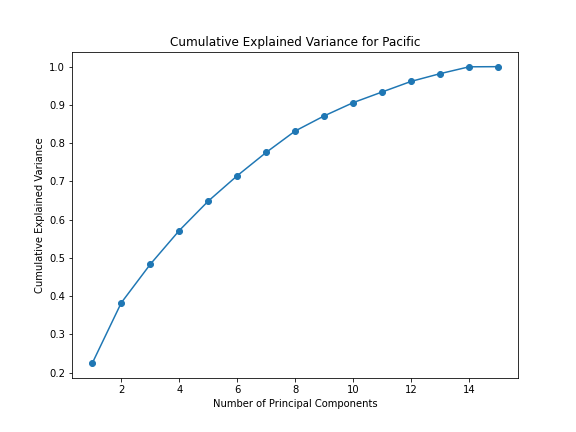 Cumulative Explained Variance for Pacific
Cumulative Explained Variance
1.0
0.9
0.8
0.7
0.6
0.5
0.4
0.3
0.2
2 4 6 8 10 12 14
Number of Principal Components